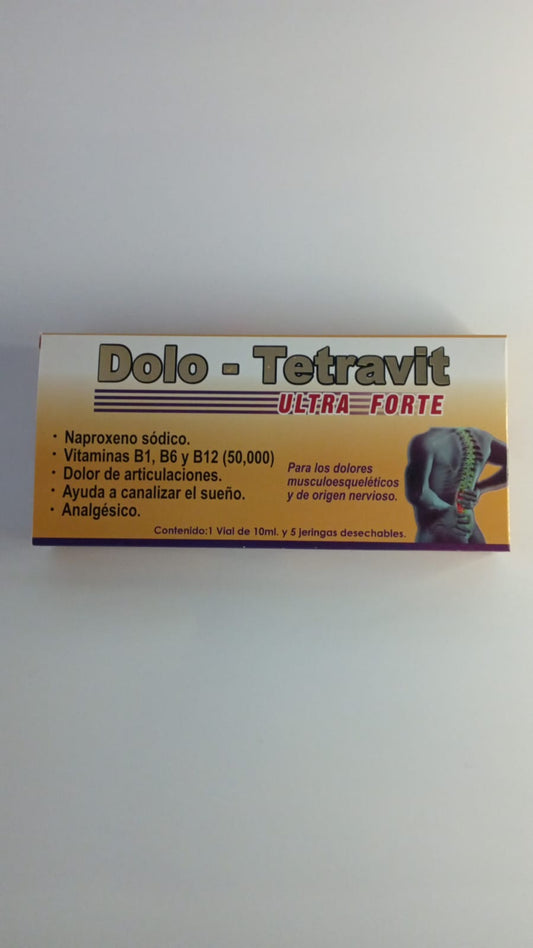 Dolo - Tetravit
ULTRA FORTE
· Naproxeno sódico.
· Vitaminas B1, B6 y B12 (50,000)
· Dolor de articulaciones.
· Ayuda a canalizar el sueño.
· Analgésico.
Para los dolores
musculoesqueléticos
y de origen nervioso.
Contenido:1 Vial de 10ml. y 5 jeringas desechables.